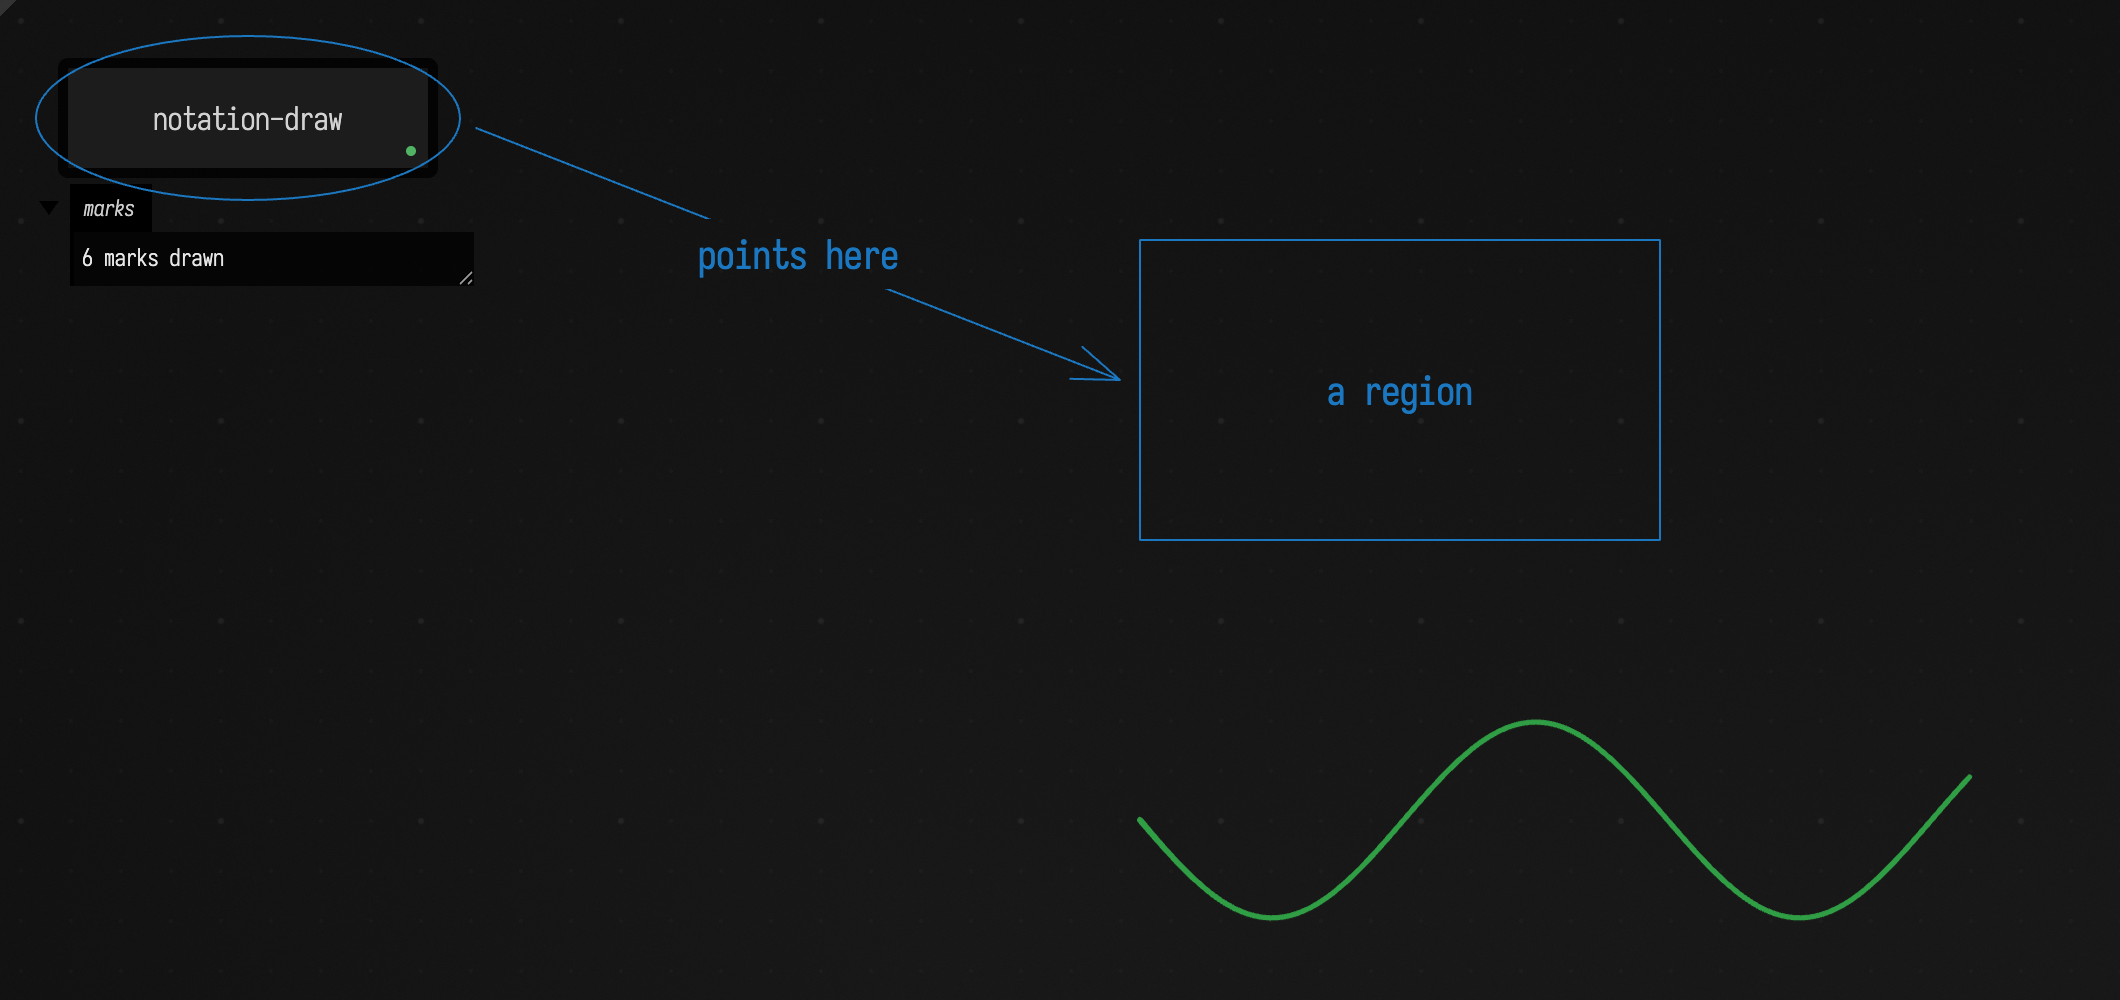 notation-draw
marks
6 marks drawn
points here
a region